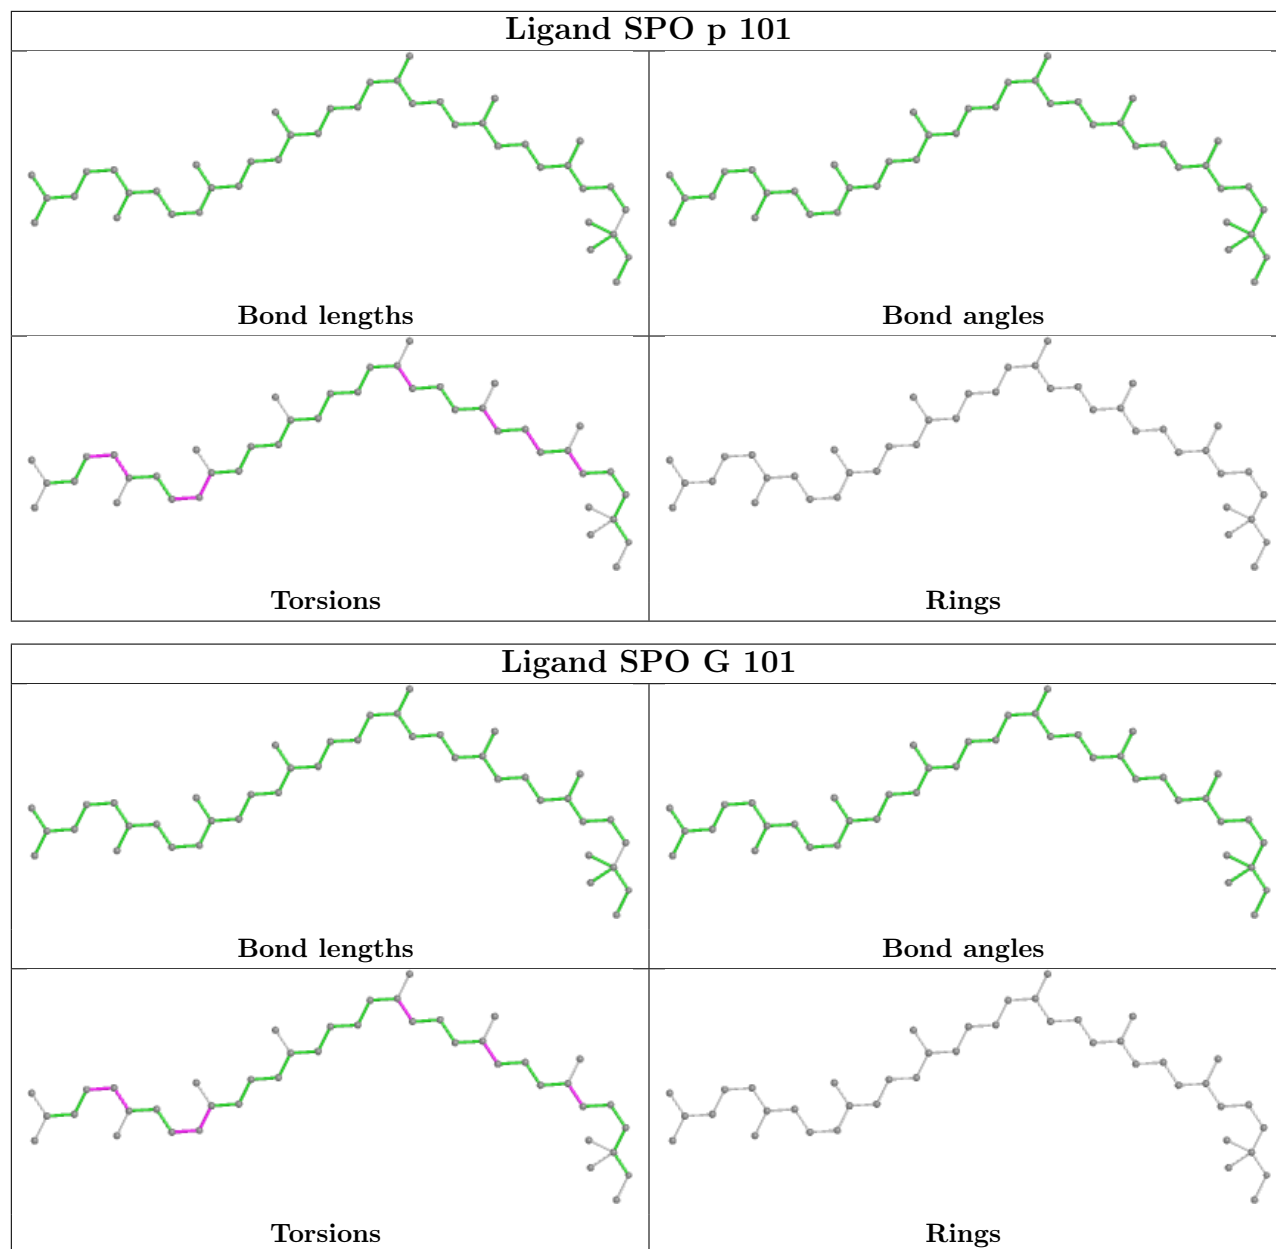 Ligand SPO p 101
Bond lengths
Bond angles
Torsions
Rings
Ligand SPO G 101
Bond lengths
Bond angles
Torsions
Rings